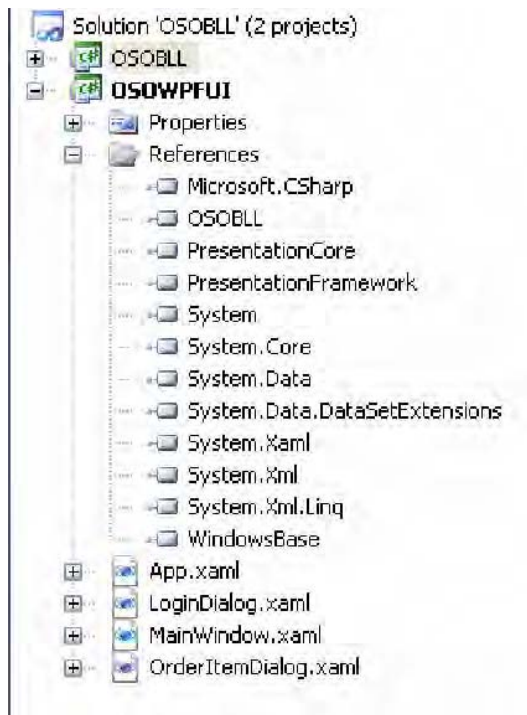 Solution 'OSOBLL' (2 projects)
OSOBLL
OSOWPFUI
Properties
References
Microsoft.CSharp
OSOBLL
PresentationCore
PresentationFramework
System
System.Core
System.Data
System.Data.DataSetExtensions
System.Xaml
System.Xml
System.Xml.Linq
WindowsBase
App.xaml
LoginDialog.xaml
MainWindow.xaml
OrderItemDialog.xaml